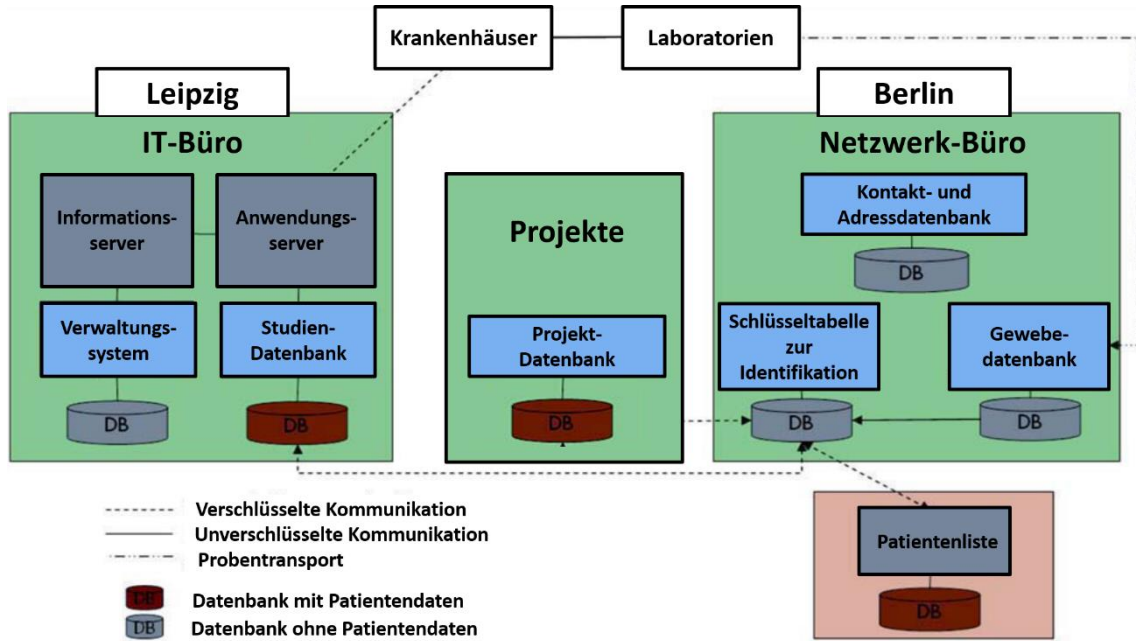 Krankenhäuser
Laboratorien
Leipzig
IT-Büro
Informations-
server
Anwendungs-
server
Verwaltungs-
system
Studien-
Datenbank
DB
DB
Projekte
Projekt-
Datenbank
DB
Berlin
Netzwerk-Büro
Kontakt- und
Adressdatenbank
DB
Schlüsseltabelle
zur
Identifikation
Gewebe-
datenbank
DB
DB
Patientenliste
DB
Verschlüsselte Kommunikation
Unverschlüsselte Kommunikation
Probentransport
DB
Datenbank mit Patientendaten
DB
Datenbank ohne Patientendaten